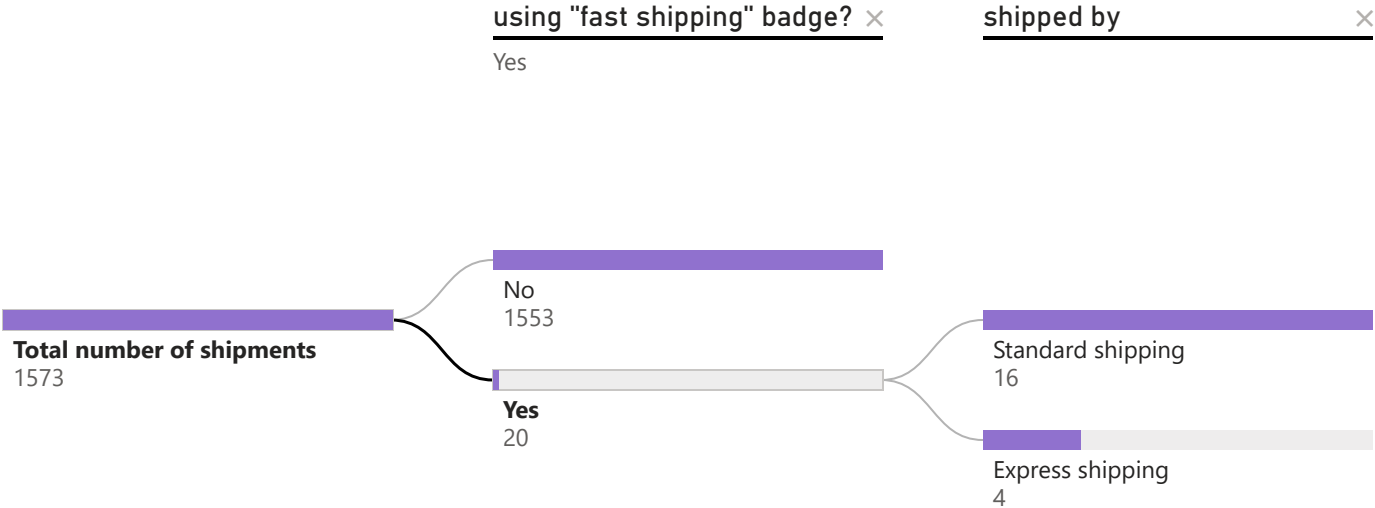 using "fast shipping" badge? ×
shipped by ×
Yes
No
1553
Total number of shipments
1573
Standard shipping
16
Yes
20
Express shipping
4